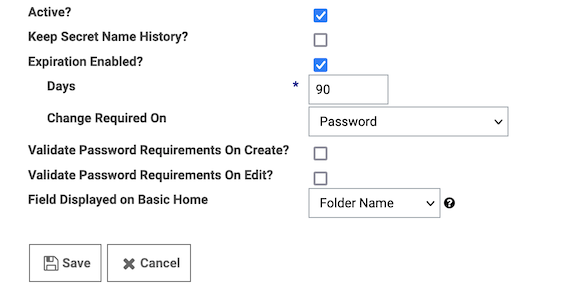 Active?
Keep Secret Name History?
Expiration Enabled?
Days * 90
Change Required On Password
Validate Password Requirements On Create?
Validate Password Requirements On Edit?
Field Displayed on Basic Home Folder Name ?
Save Cancel